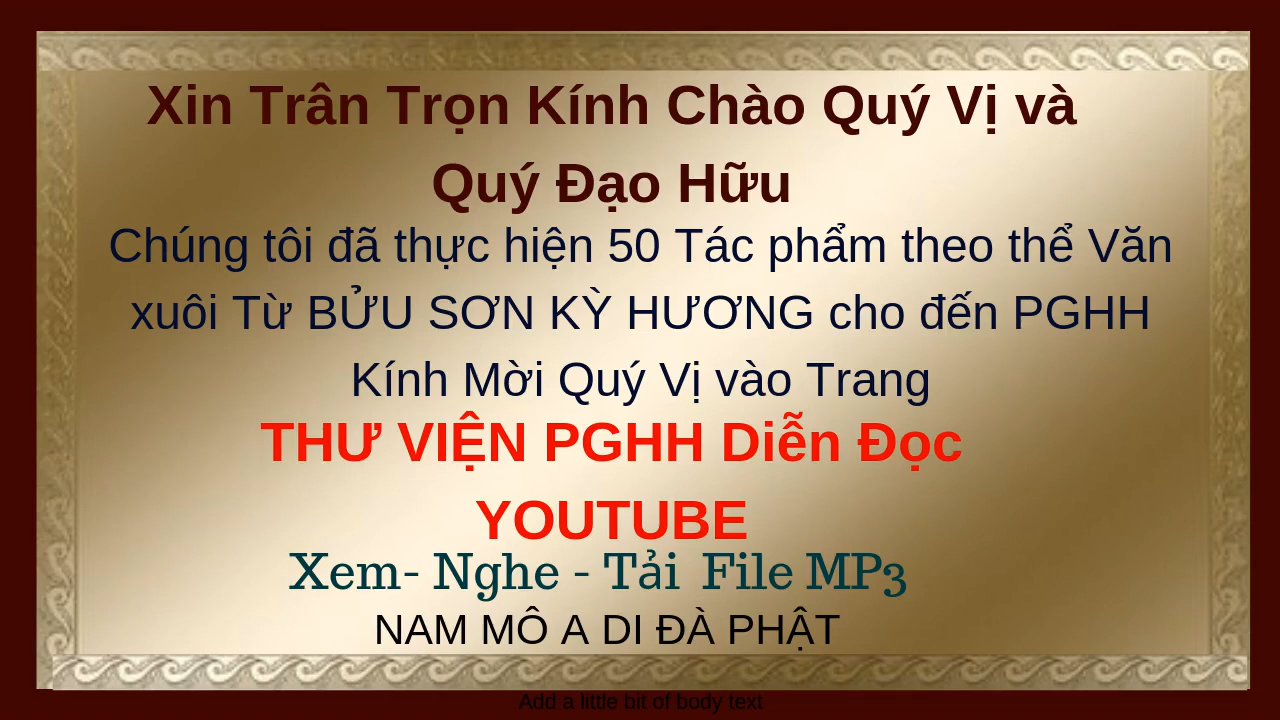 Xin Trân Trọn Kính Chào Quý Vị và
Quý Đạo Hữu
Chúng tôi đã thực hiện 50 Tác phẩm theo thể Văn
xuôi Từ BỬU SƠN KỲ HƯƠNG cho đến PGHH
Kính Mời Quý Vị vào Trang
THƯ VIỆN PGHH Diễn Đọc
YOUTUBE
Xem- Nghe - Tải File MP3
NAM MÔ A DI ĐÀ PHẬT
Add a little bit of body text